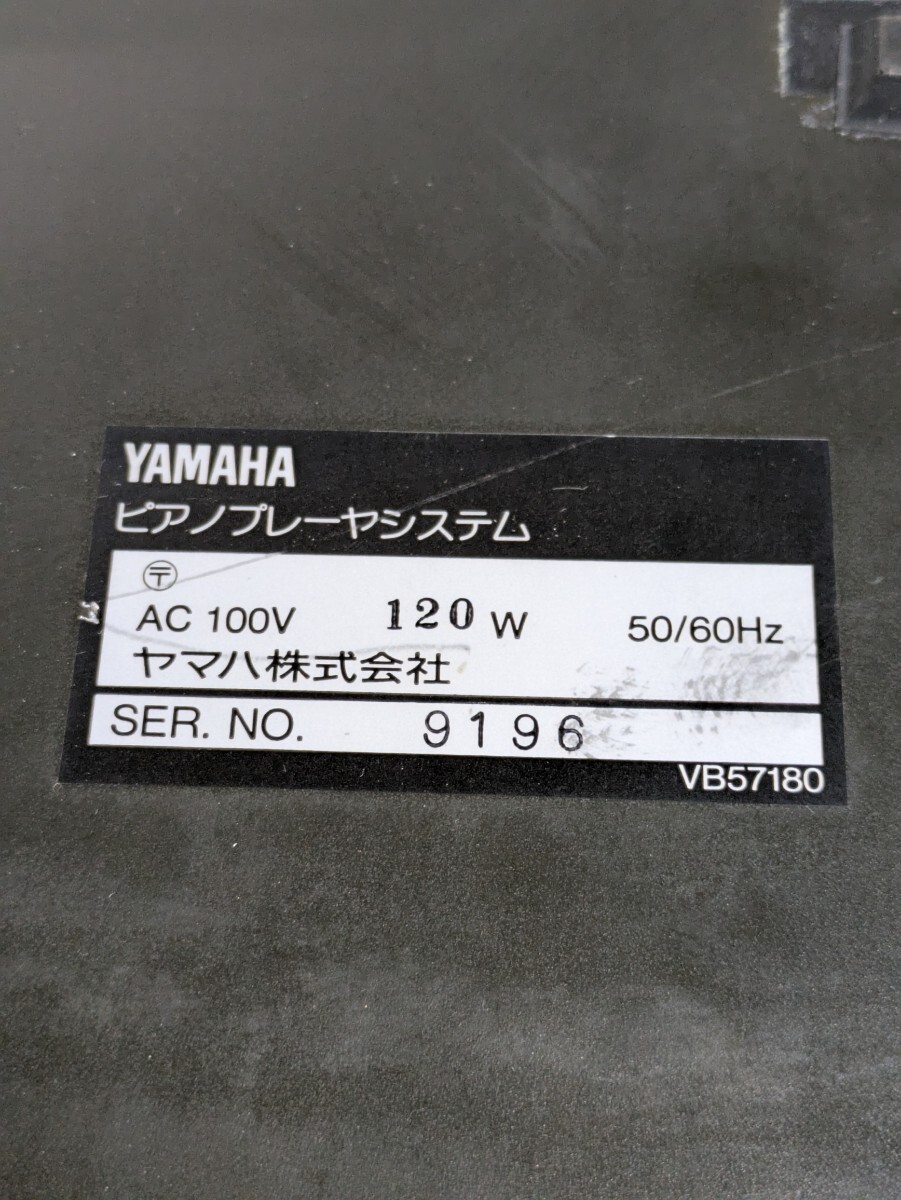 YAMAHA
ピアノプレーヤシステム
〶
AC 100V 120 W 50/60Hz
ヤマハ株式会社
SER. NO. 9196
VB57180